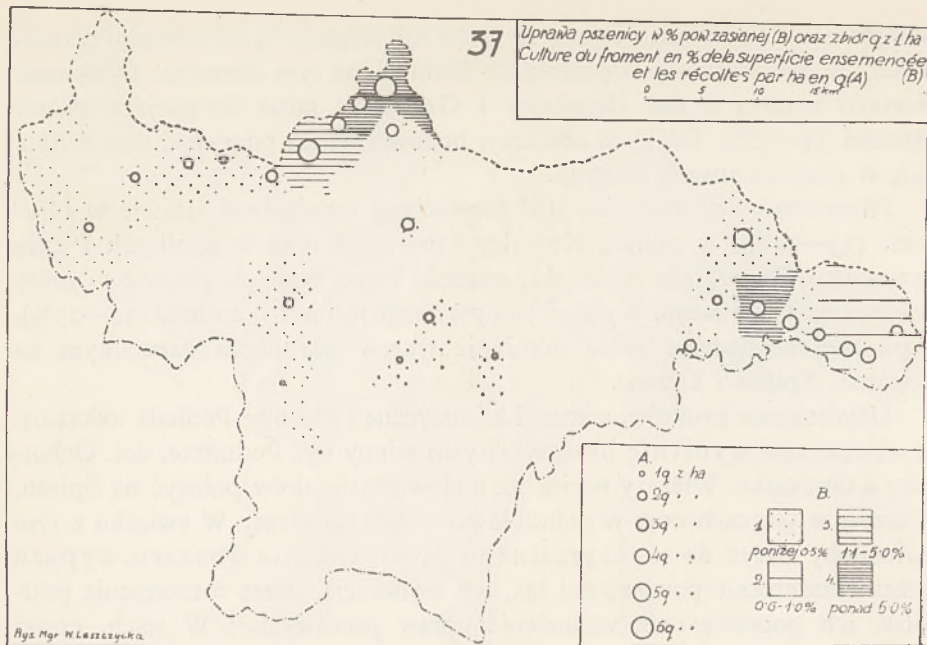 37
Uprawa pszenicy w % pow. zasianej (B) oraz zbiór q z 1 ha
Culture du froment en % de la superficie ensemencée
et les récoltes par ha en q(A) (B)
0 5 10 15 km
A.
1q z ha
2q . .
3q . .
4q . .
5q . .
6q . .
B.
1. 3.
poniżej 0.5% 1.1-5.0%
2. 4.
0.6-1.0% ponad 5.0%
Rys. Mgr W. Leszczycka